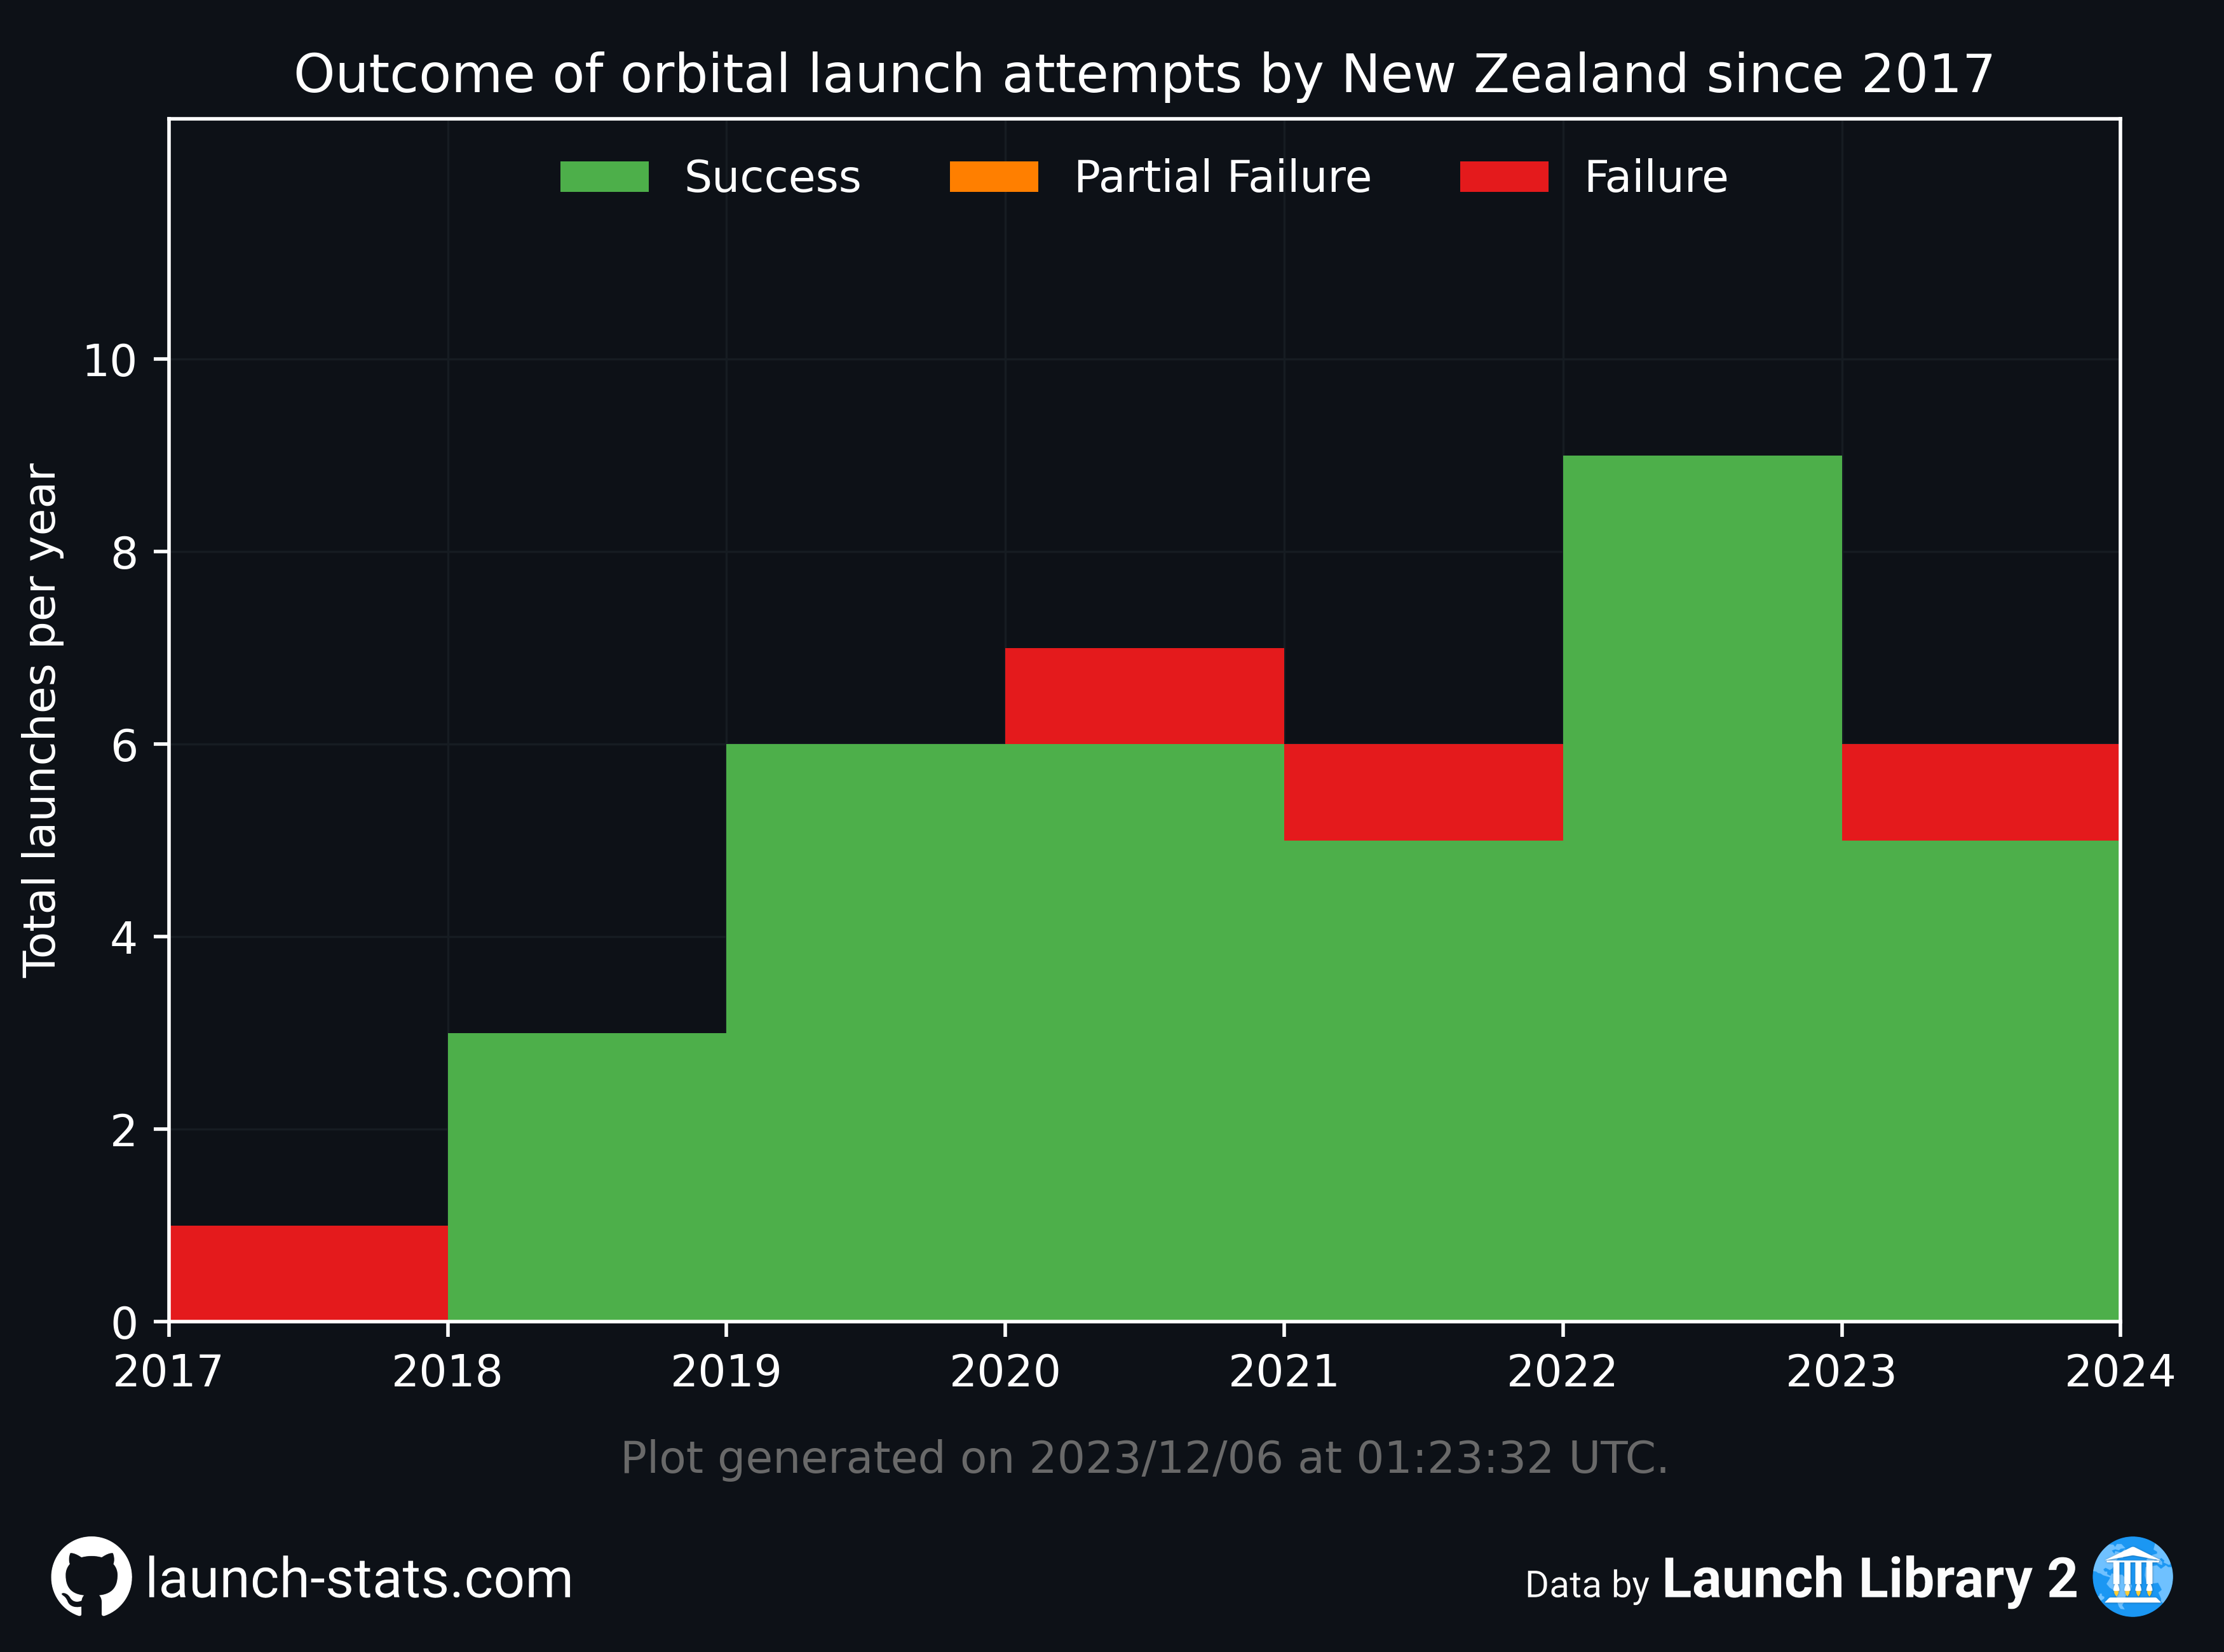 Outcome of orbital launch attempts by New Zealand since 2017
Success Partial Failure Failure
Total launches per year
10
8
6
4
2
0
2017 2018 2019 2020 2021 2022 2023 2024
Plot generated on 2023/12/06 at 01:23:32 UTC.
launch-stats.com
Data by Launch Library 2